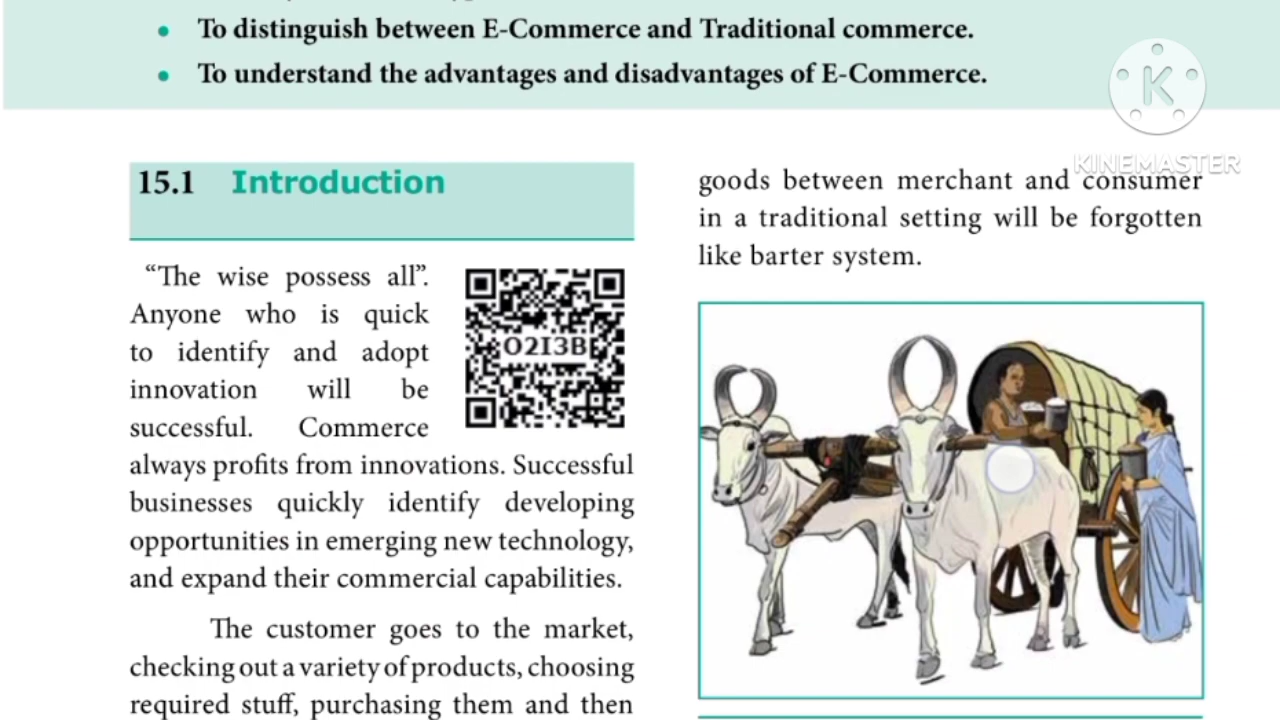 • To distinguish between E-Commerce and Traditional commerce.
• To understand the advantages and disadvantages of E-Commerce.
K
KINEMASTER
15.1 Introduction
“The wise possess all”.
Anyone who is quick
to identify and adopt
innovation will be
successful. Commerce
O2I3B
always profits from innovations. Successful
businesses quickly identify developing
opportunities in emerging new technology,
and expand their commercial capabilities.
The customer goes to the market,
checking out a variety of products, choosing
required stuff, purchasing them and then
goods between merchant and consumer
in a traditional setting will be forgotten
like barter system.